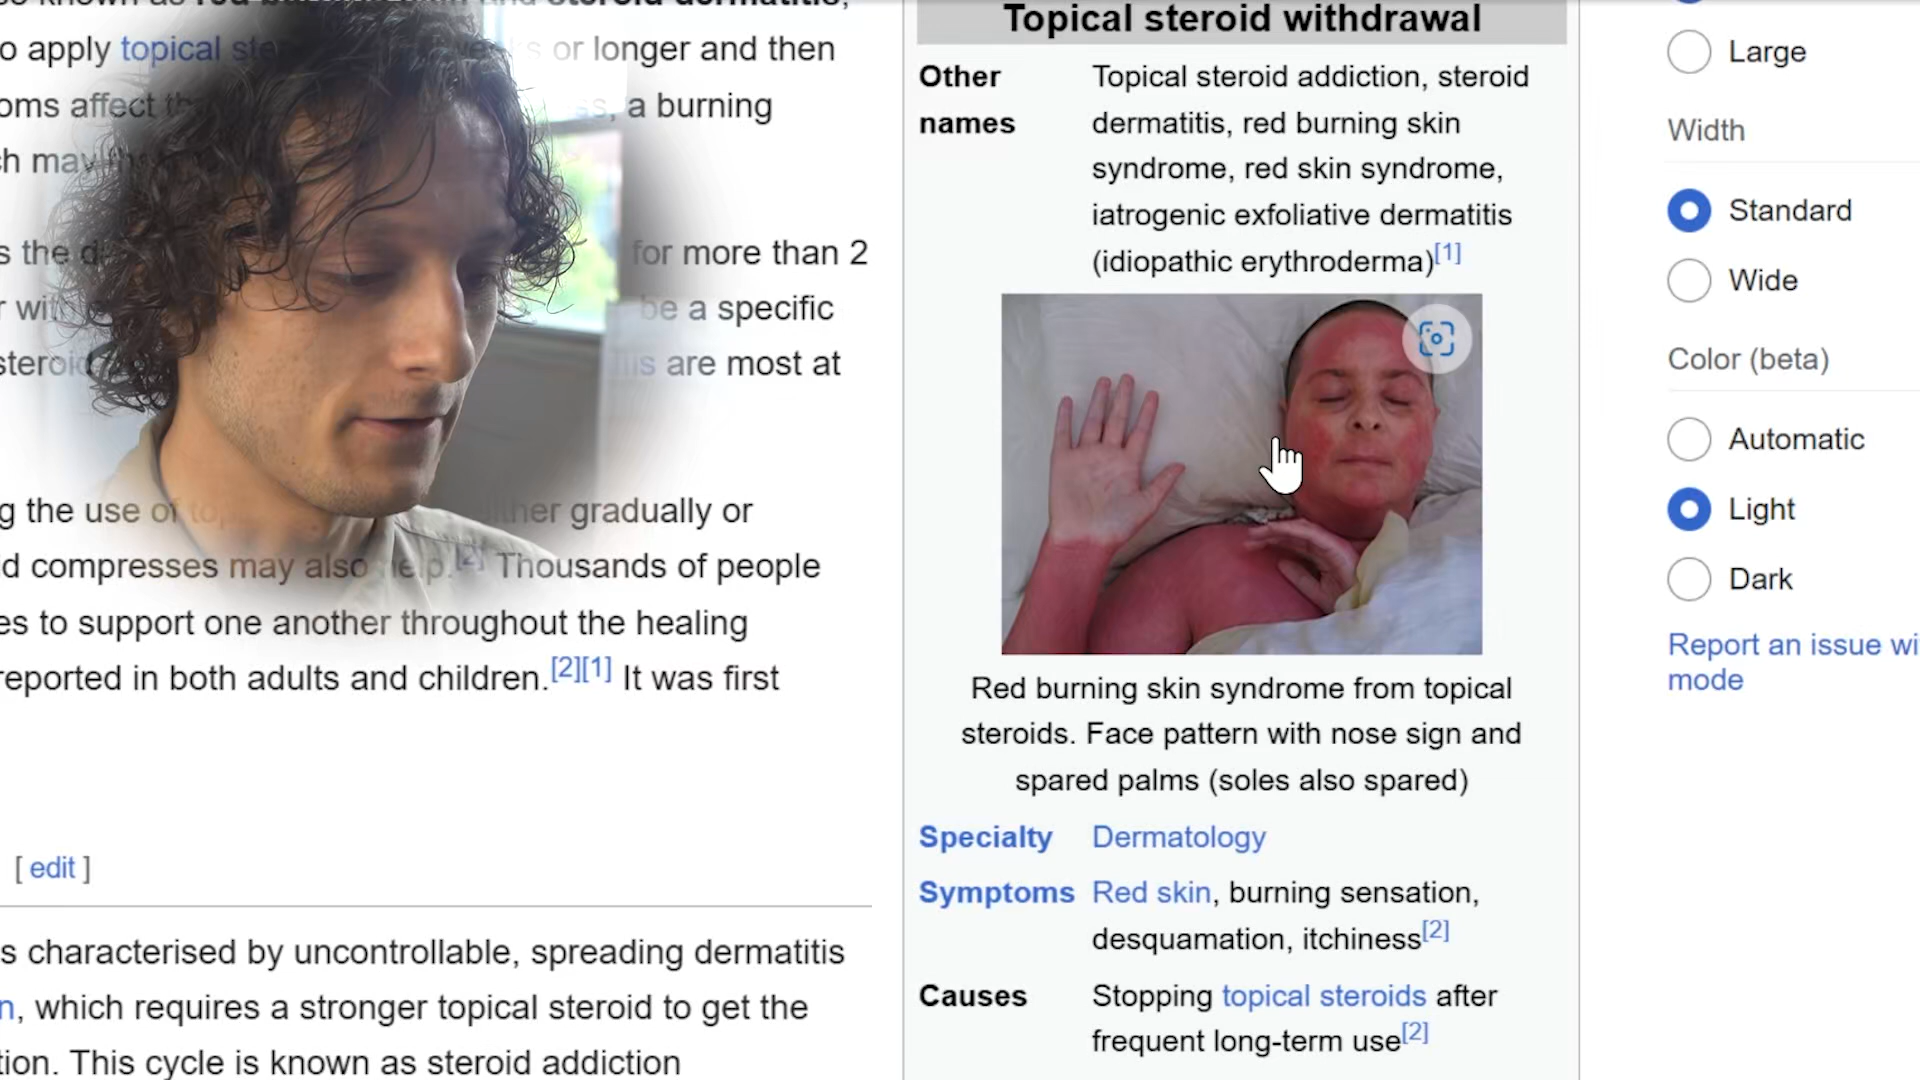 o apply topical
or longer and then
oms affect
a burning
s the
for more than 2
be a specific
steroid
are most at
g the use of
gradually or
d compresses may also help.[2] Thousands of people
es to support one another throughout the healing
reported in both adults and children.[2][1] It was first
[ edit ]
s characterised by uncontrollable, spreading dermatitis
n, which requires a stronger topical steroid to get the
tion. This cycle is known as steroid addiction
Topical steroid withdrawal
Other names
Topical steroid addiction, steroid
dermatitis, red burning skin
syndrome, red skin syndrome,
iatrogenic exfoliative dermatitis
(idiopathic erythroderma)[1]
Red burning skin syndrome from topical
steroids. Face pattern with nose sign and
spared palms (soles also spared)
Specialty Dermatology
Symptoms Red skin, burning sensation,
desquamation, itchiness[2]
Causes Stopping topical steroids after
frequent long-term use[2]
Large
Width
Standard
Wide
Color (beta)
Automatic
Light
Dark
Report an issue wi
mode